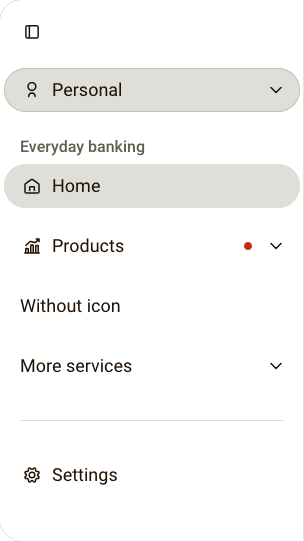 Personal
Everyday banking
Home
Products
Without icon
More services
Settings